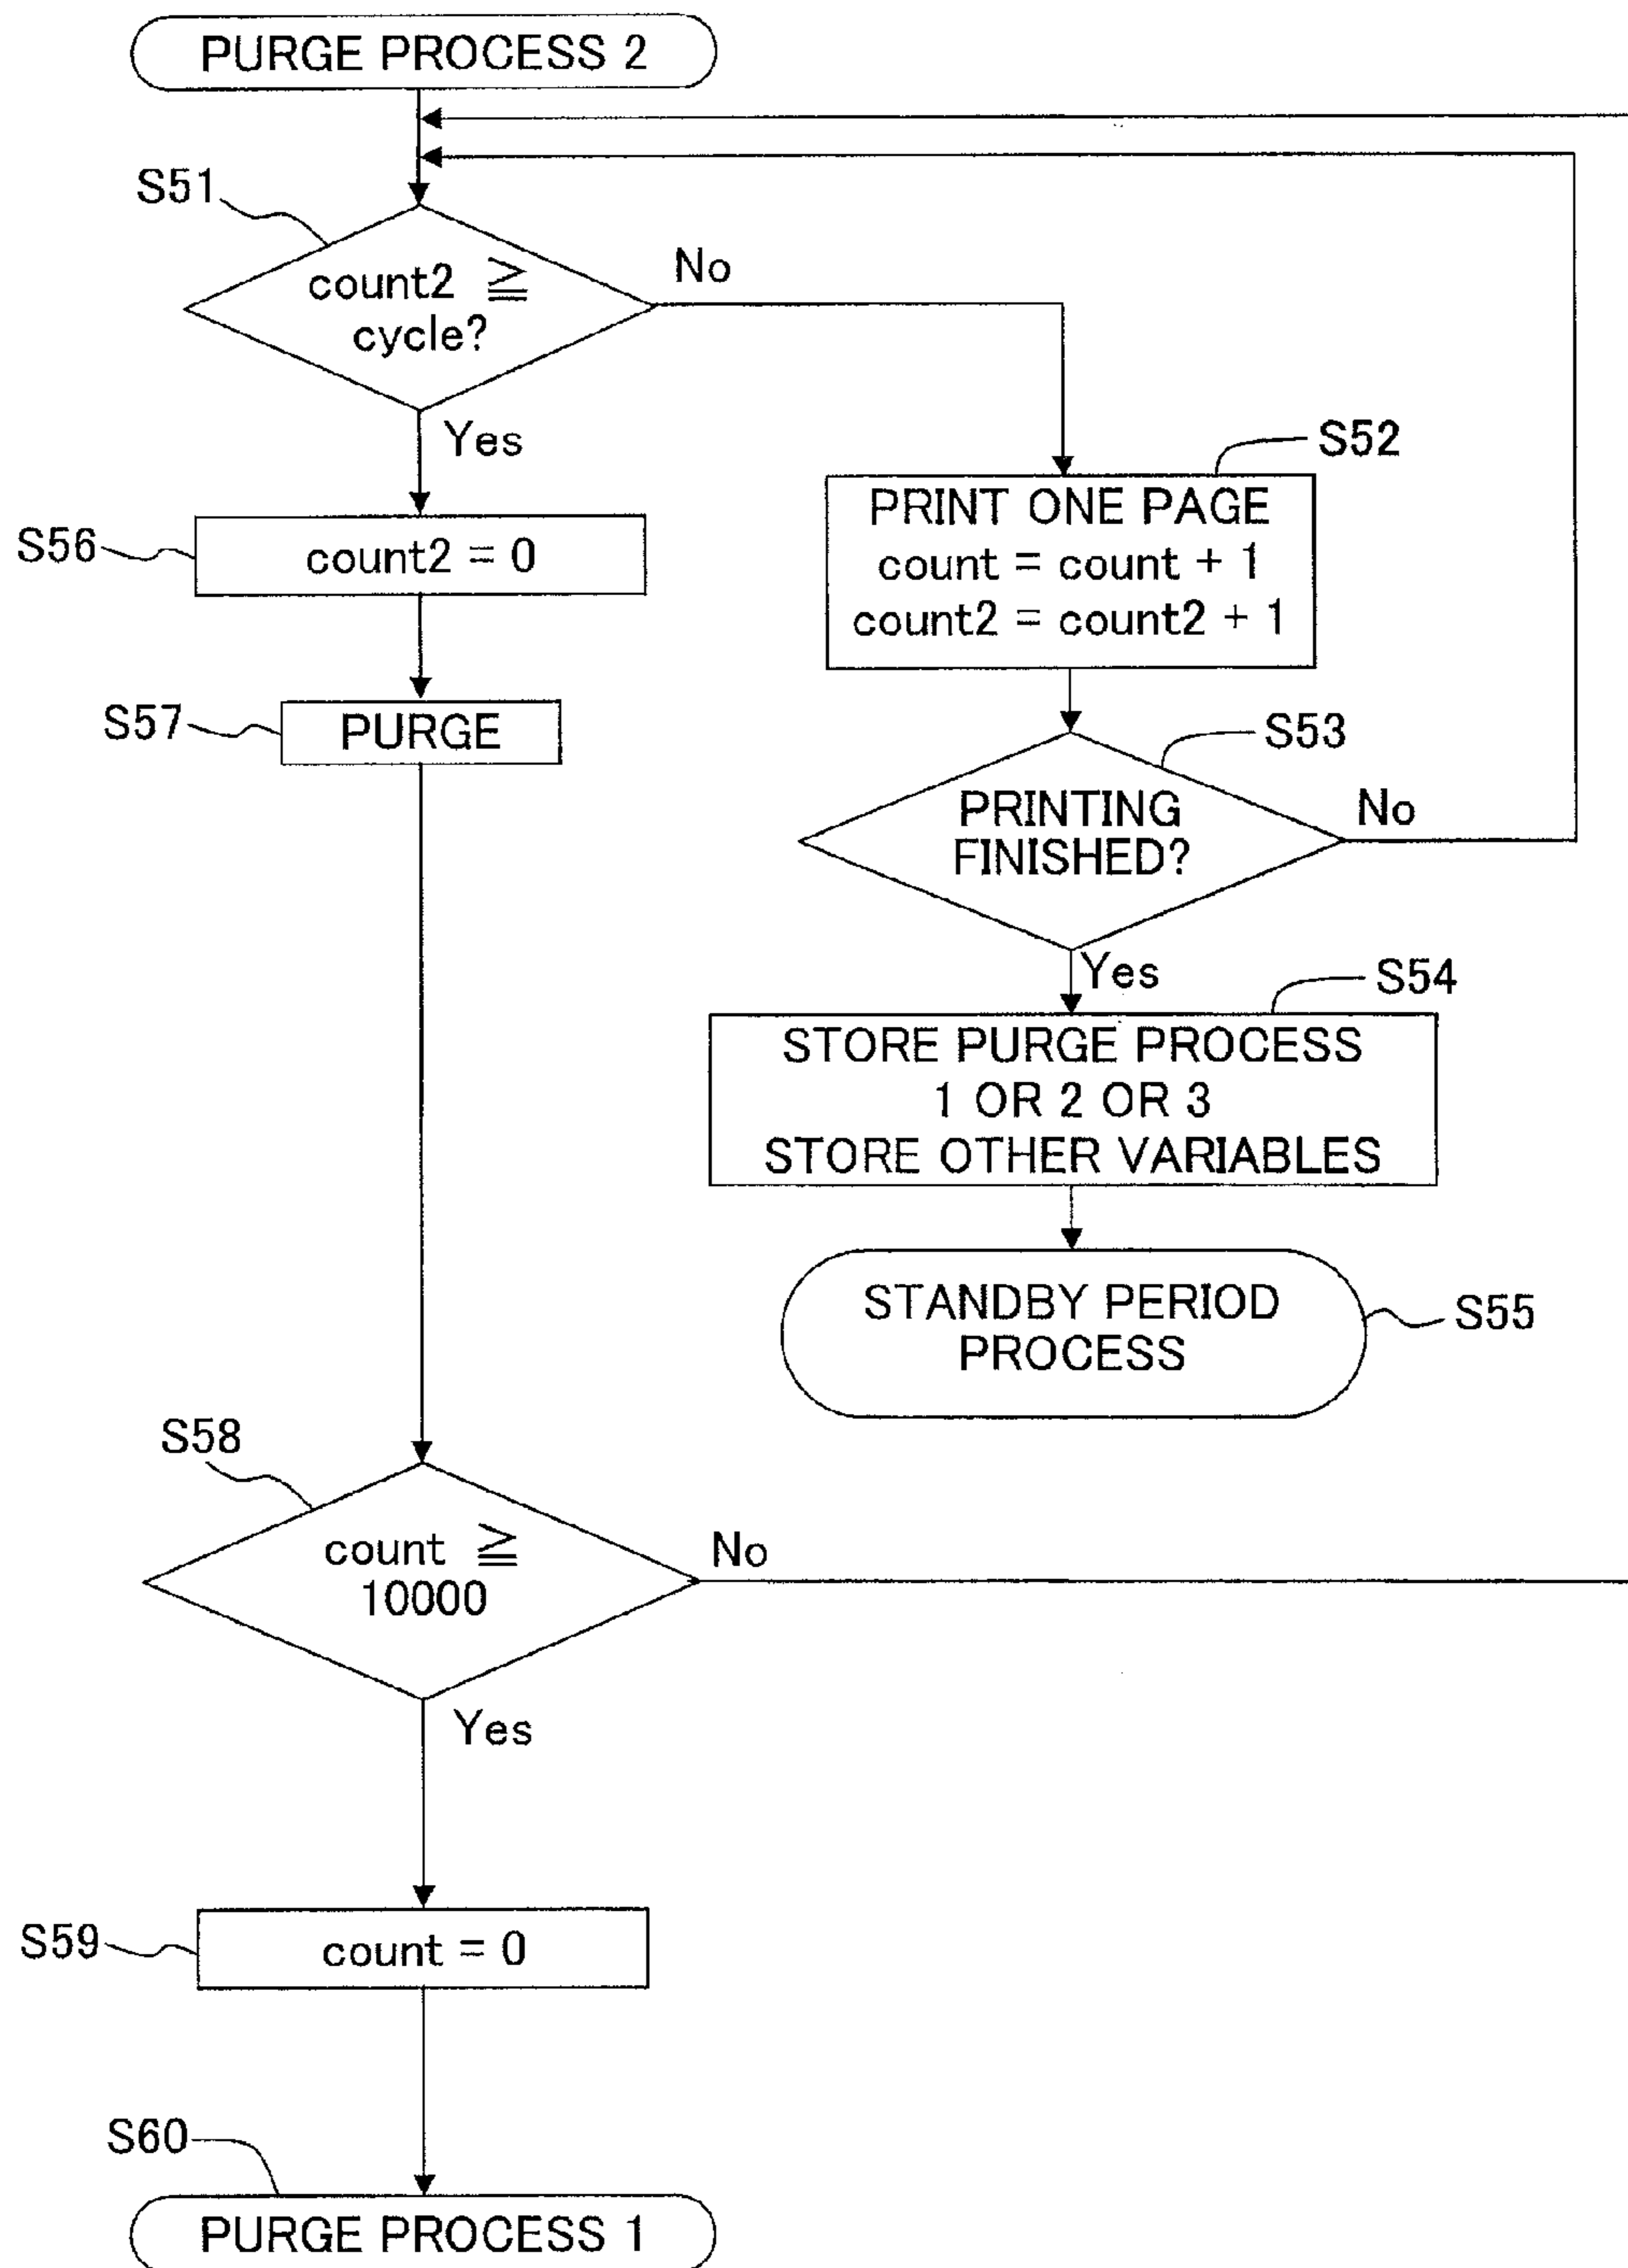 PURGE PROCESS 2
S51
count2 ≧
cycle?
No
Yes
S52
PRINT ONE PAGE
count = count + 1
count2 = count2 + 1
S56
count2 = 0
S57
PURGE
S53
PRINTING
FINISHED?
No
Yes
S54
STORE PURGE PROCESS
1 OR 2 OR 3
STORE OTHER VARIABLES
STANDBY PERIOD
PROCESS
S55
S58
count ≧
10000
No
Yes
S59
count = 0
S60
PURGE PROCESS 1